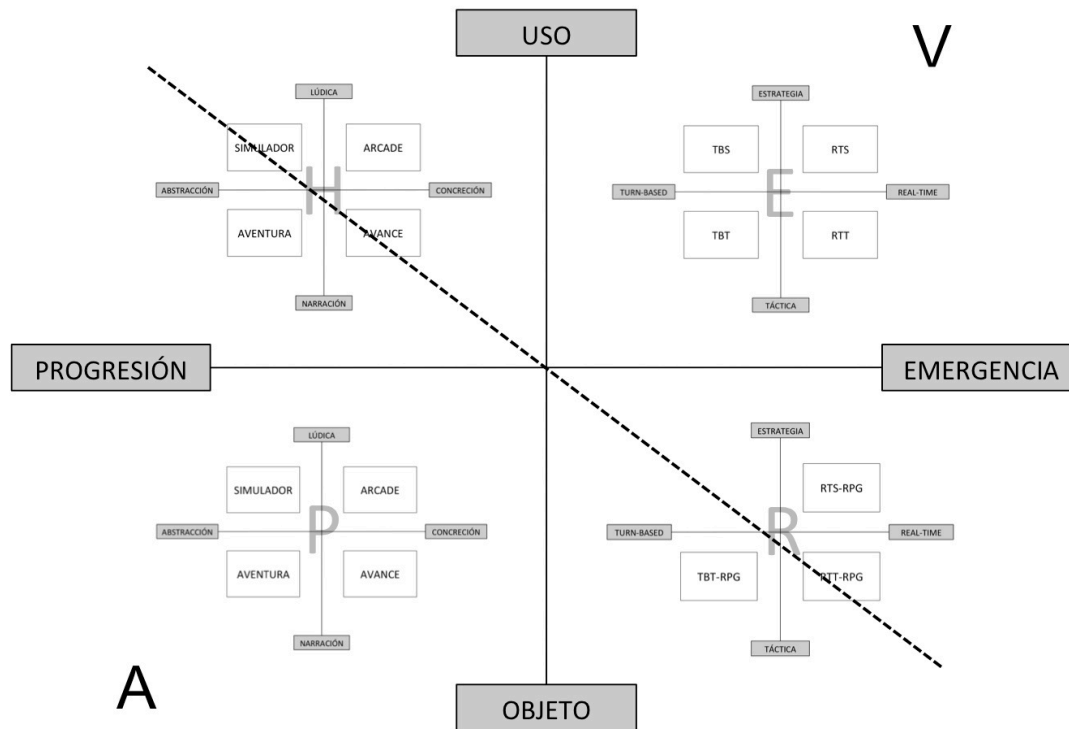 USO
V
LÚDICA
SIMULADOR
ARCADE
H
ABSTRACCIÓN
CONCRECIÓN
AVENTURA
AVANCE
NARRACIÓN
ESTRATEGIA
TBS
RTS
E
TURN-BASED
REAL-TIME
TBT
RTT
TÁCTICA
PROGRESIÓN
EMERGENCIA
LÚDICA
SIMULADOR
ARCADE
P
ABSTRACCIÓN
CONCRECIÓN
AVENTURA
AVANCE
NARRACIÓN
ESTRATEGIA
RTS-RPG
R
TURN-BASED
REAL-TIME
TBT-RPG
RTT-RPG
TÁCTICA
A
OBJETO